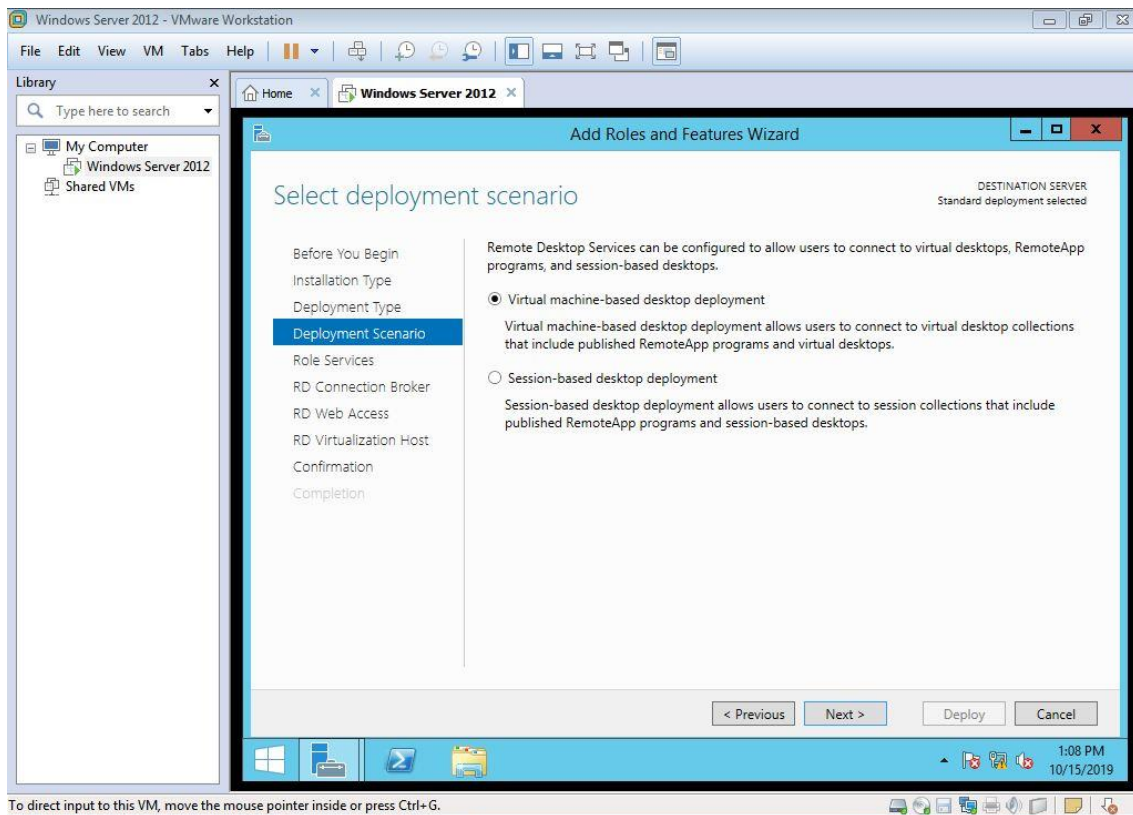 Windows Server 2012 - VMware Workstation
File Edit View VM Tabs Help
Library
Type here to search
My Computer
Windows Server 2012
Shared VMs
Home
Windows Server 2012
Add Roles and Features Wizard
Select deployment scenario
DESTINATION SERVER
Standard deployment selected
Before You Begin
Installation Type
Deployment Type
Deployment Scenario
Role Services
RD Connection Broker
RD Web Access
RD Virtualization Host
Confirmation
Completion
Remote Desktop Services can be configured to allow users to connect to virtual desktops, RemoteApp
programs, and session-based desktops.
Virtual machine-based desktop deployment
Virtual machine-based desktop deployment allows users to connect to virtual desktop collections
that include published RemoteApp programs and virtual desktops.
Session-based desktop deployment
Session-based desktop deployment allows users to connect to session collections that include
published RemoteApp programs and session-based desktops.
< Previous
Next >
Deploy
Cancel
1:08 PM
10/15/2019
To direct input to this VM, move the mouse pointer inside or press Ctrl+G.